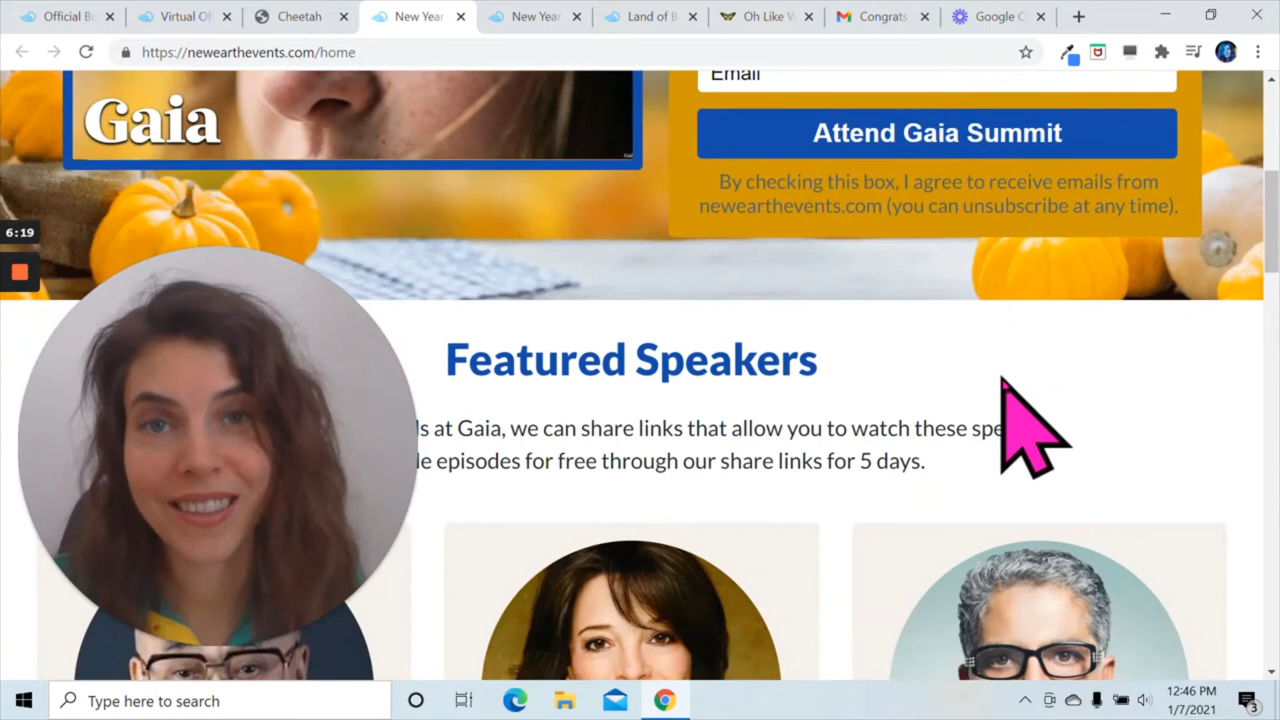 Official B
Virtual Of
Cheetah
New Year
New Year
Land of B
Oh Like W
Congrats
Google C
https://newearthevents.com/home
Email
Gaia
Attend Gaia Summit
By checking this box, I agree to receive emails from
newearthevents.com (you can unsubscribe at any time).
6:19
Featured Speakers
ls at Gaia, we can share links that allow you to watch these spe
le episodes for free through our share links for 5 days.
Type here to search
12:46 PM
1/7/2021
3